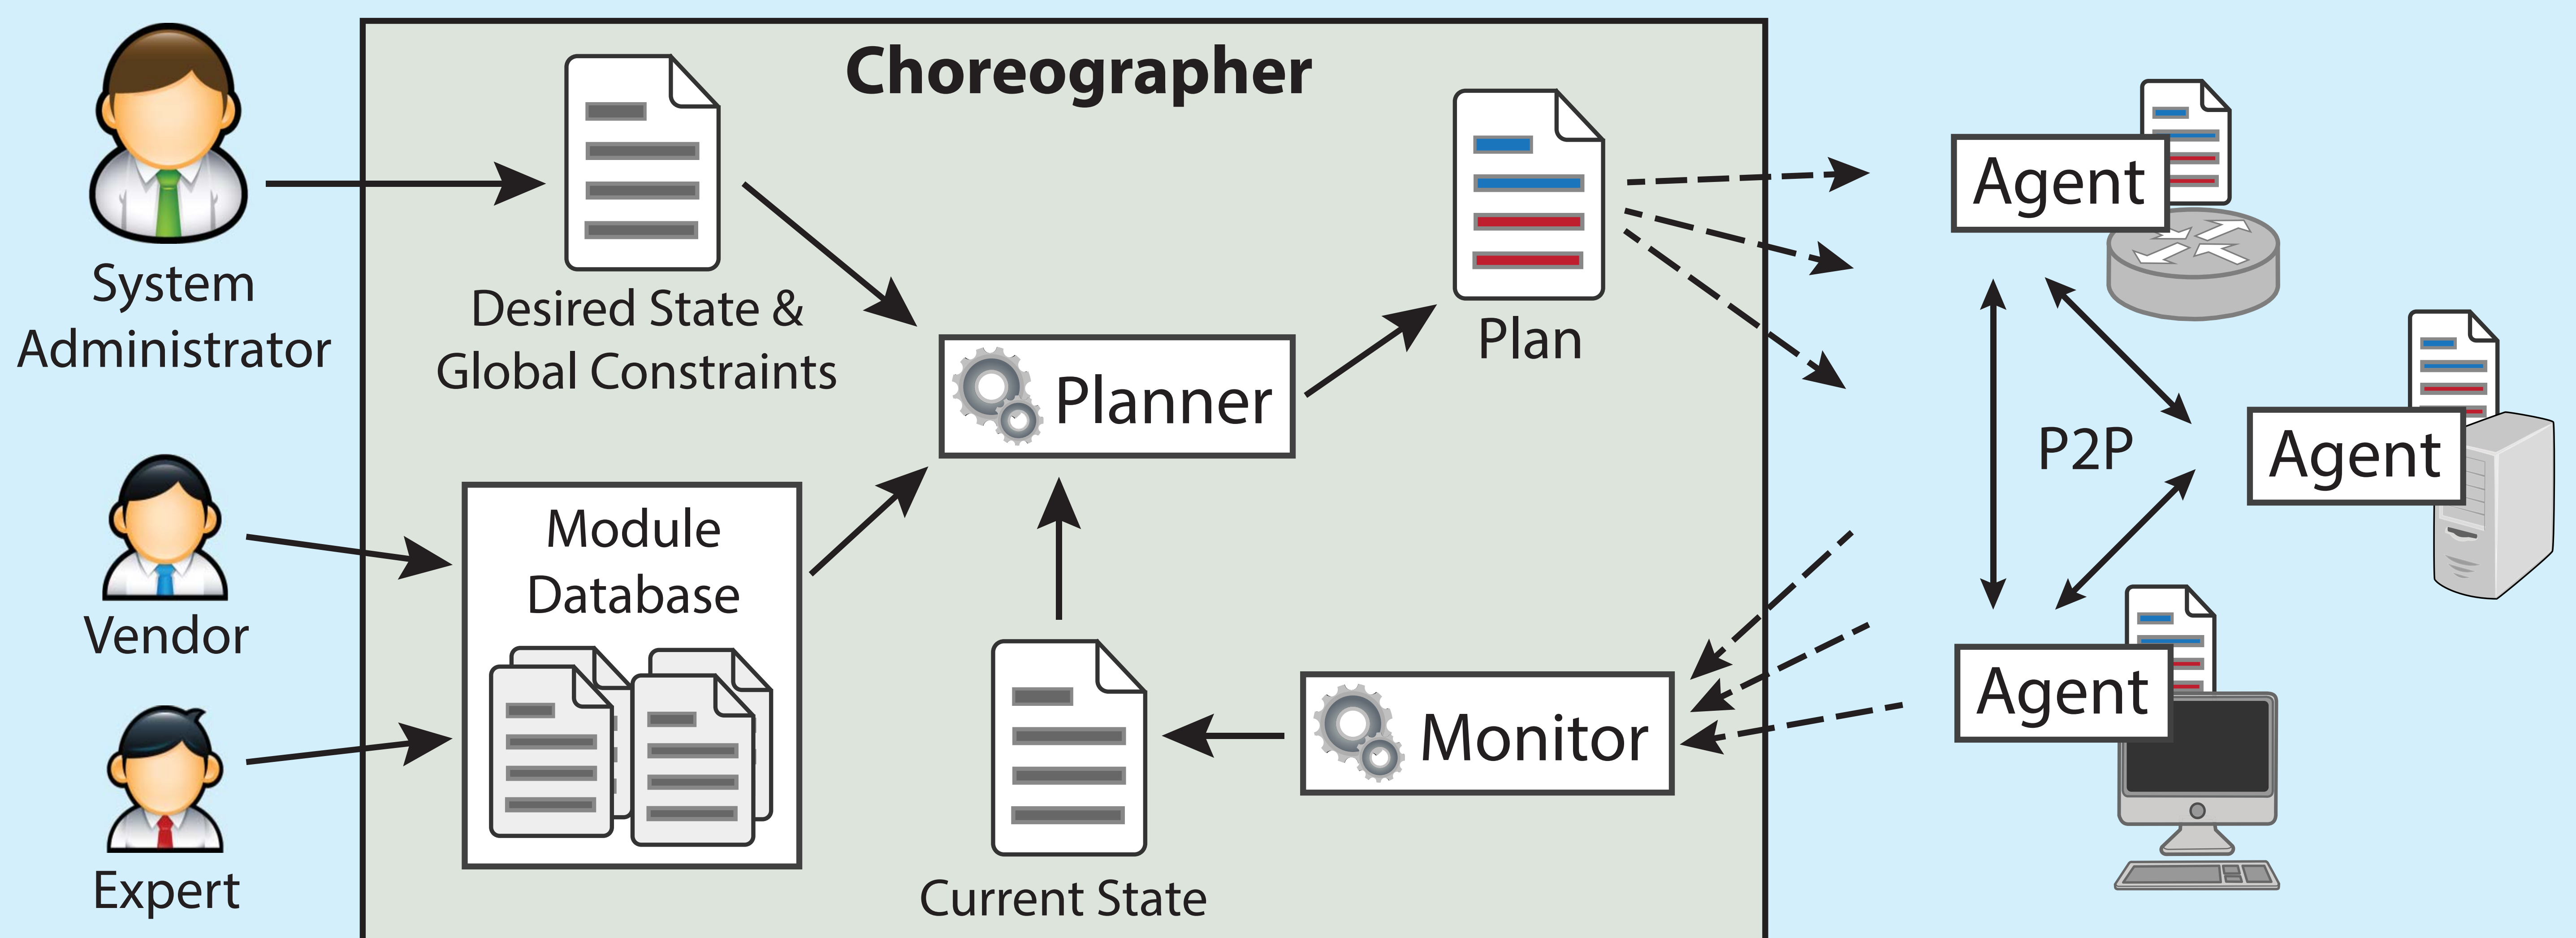 Choreographer
System
Administrator
Desired State &
Global Constraints
Planner
Plan
Module
Database
Vendor
Expert
Current State
Monitor
Agent
P2P
Agent
Agent